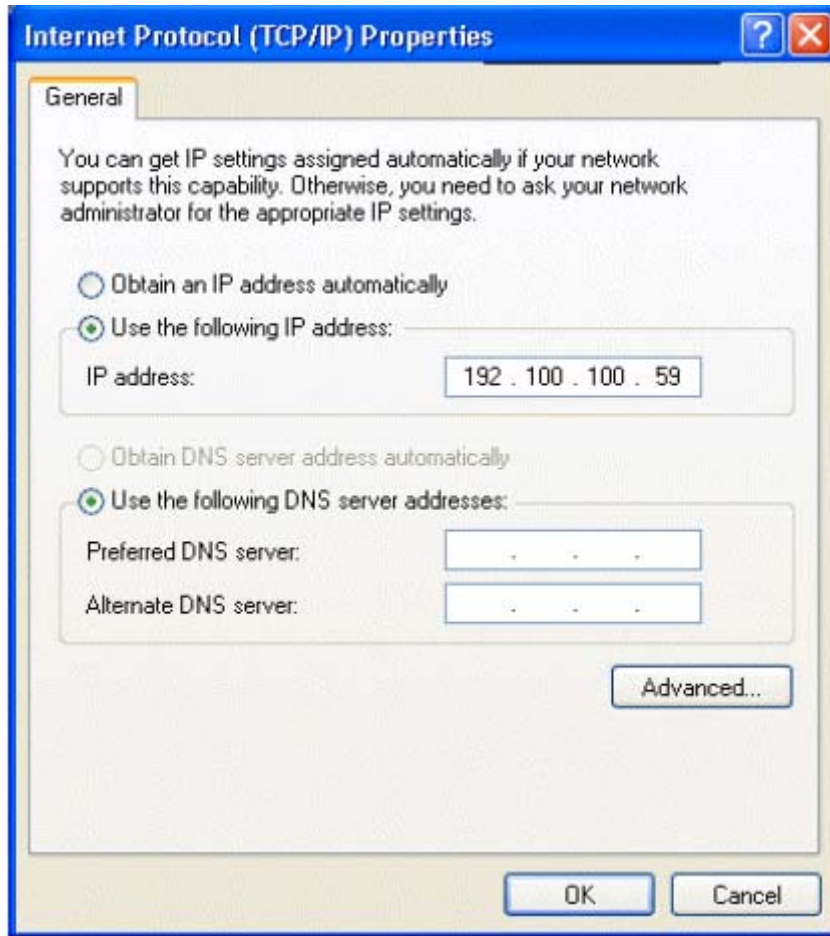 Internet Protocol (TCP/IP) Properties
General
You can get IP settings assigned automatically if your network
supports this capability. Otherwise, you need to ask your network
administrator for the appropriate IP settings.
Obtain an IP address automatically
Use the following IP address:
IP address: 192 . 100 . 100 . 59
Obtain DNS server address automatically
Use the following DNS server addresses:
Preferred DNS server: . . .
Alternate DNS server: . . .
Advanced...
OK Cancel